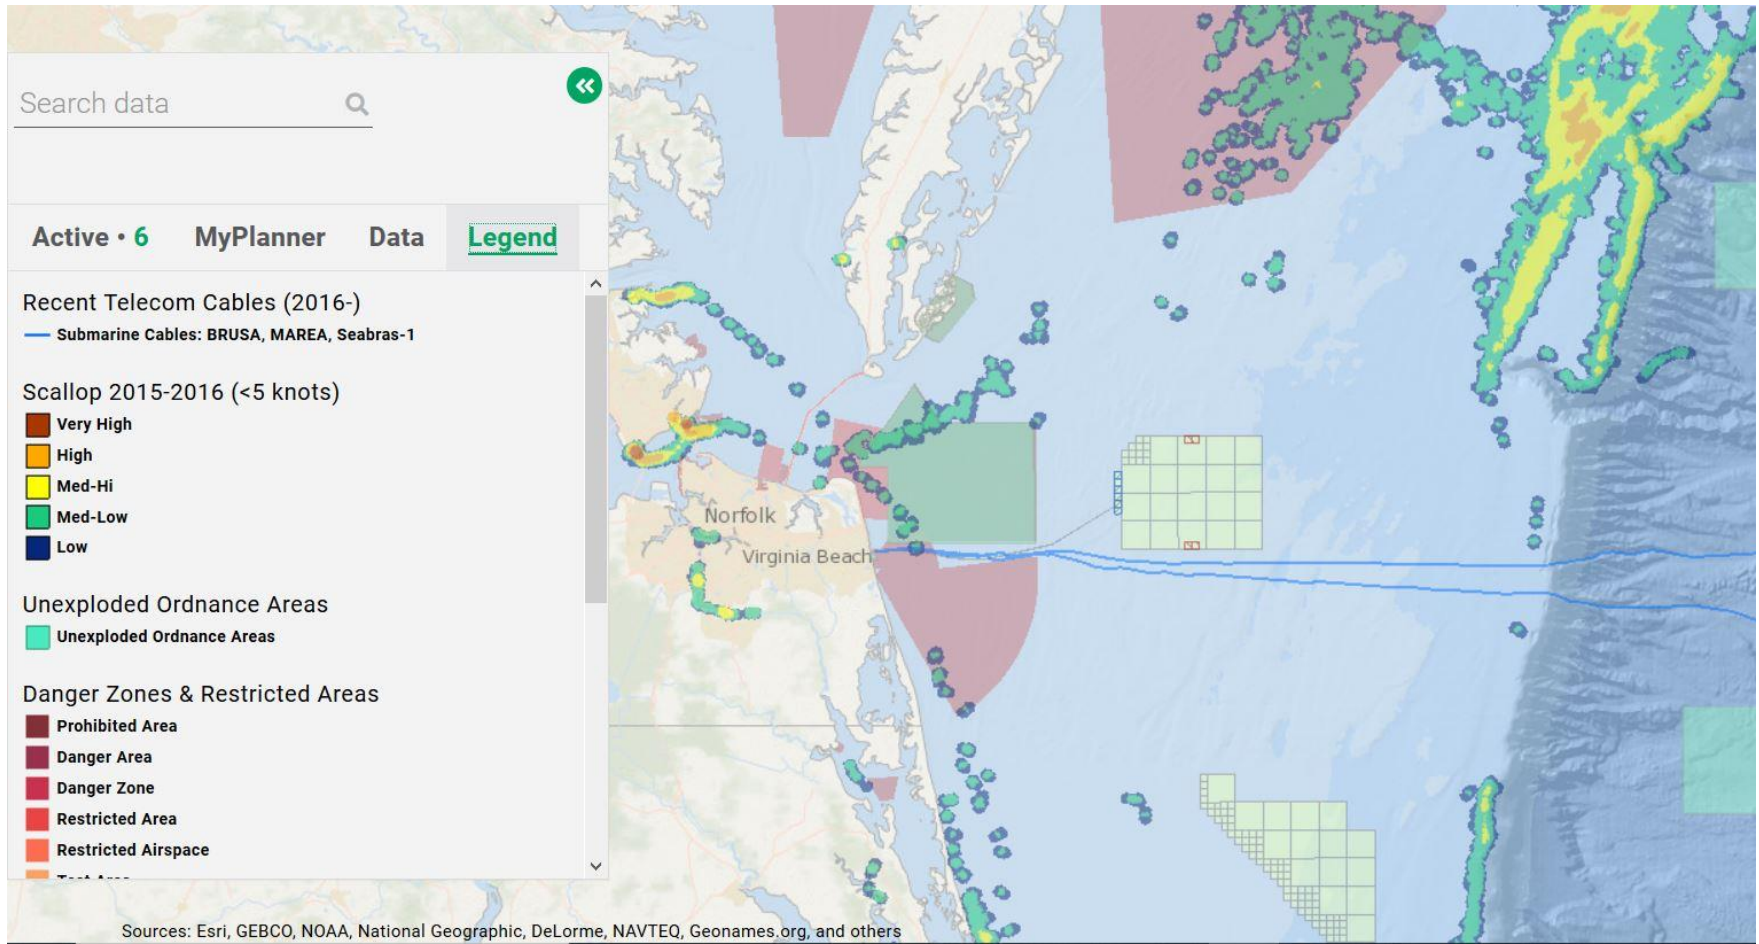 Search data
Active • 6 MyPlanner Data Legend
Recent Telecom Cables (2016-)
Submarine Cables: BRUSA, MAREA, Seabras-1
Scallop 2015-2016 (<5 knots)
Very High
High
Med-Hi
Med-Low
Low
Unexploded Ordnance Areas
Unexploded Ordnance Areas
Danger Zones & Restricted Areas
Prohibited Area
Danger Area
Danger Zone
Restricted Area
Restricted Airspace
Norfolk
Virginia Beach
Sources: Esri, GEBCO, NOAA, National Geographic, DeLorme, NAVTEQ, Geonames.org, and others